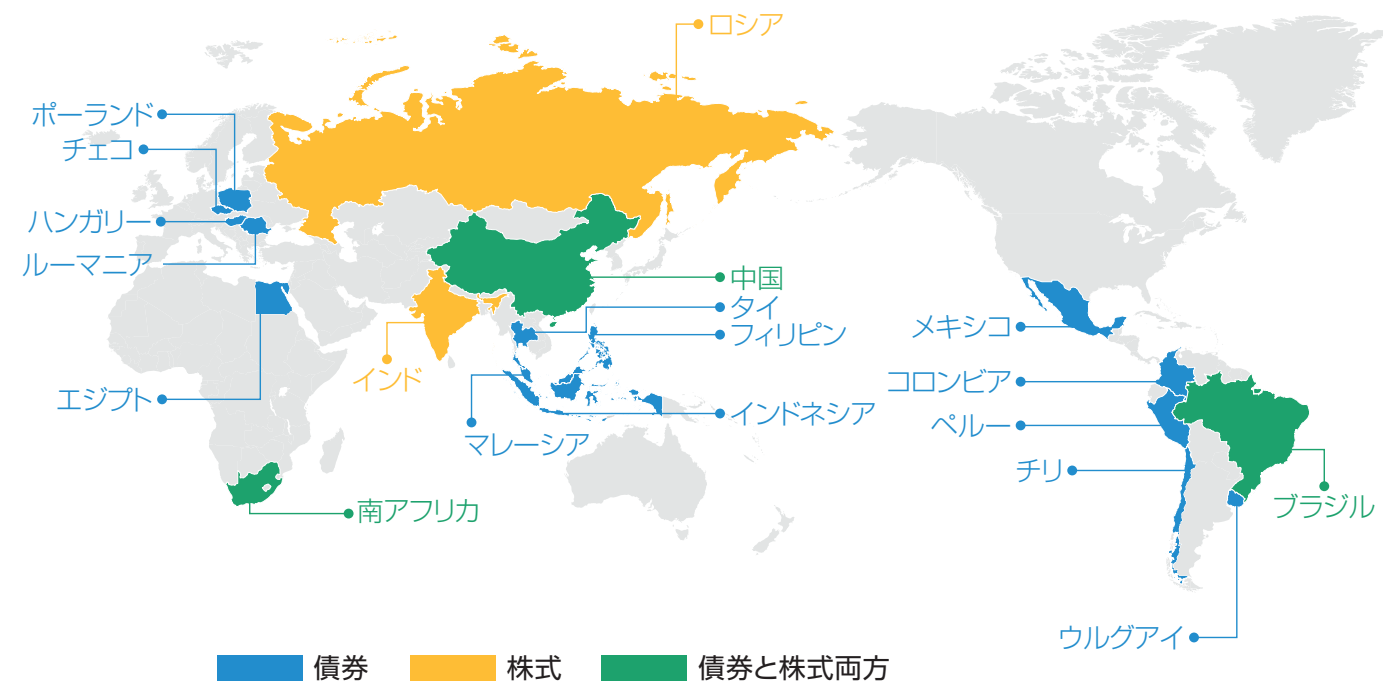 ロシア
ポーランド
チェコ
ハンガリー
ルーマニア
中国
タイ
フィリピン
メキシコ
インド
コロンビア
エジプト
インドネシア
ペルー
マレーシア
チリ
南アフリカ
ブラジル
ウルグアイ
債券
株式
債券と株式両方